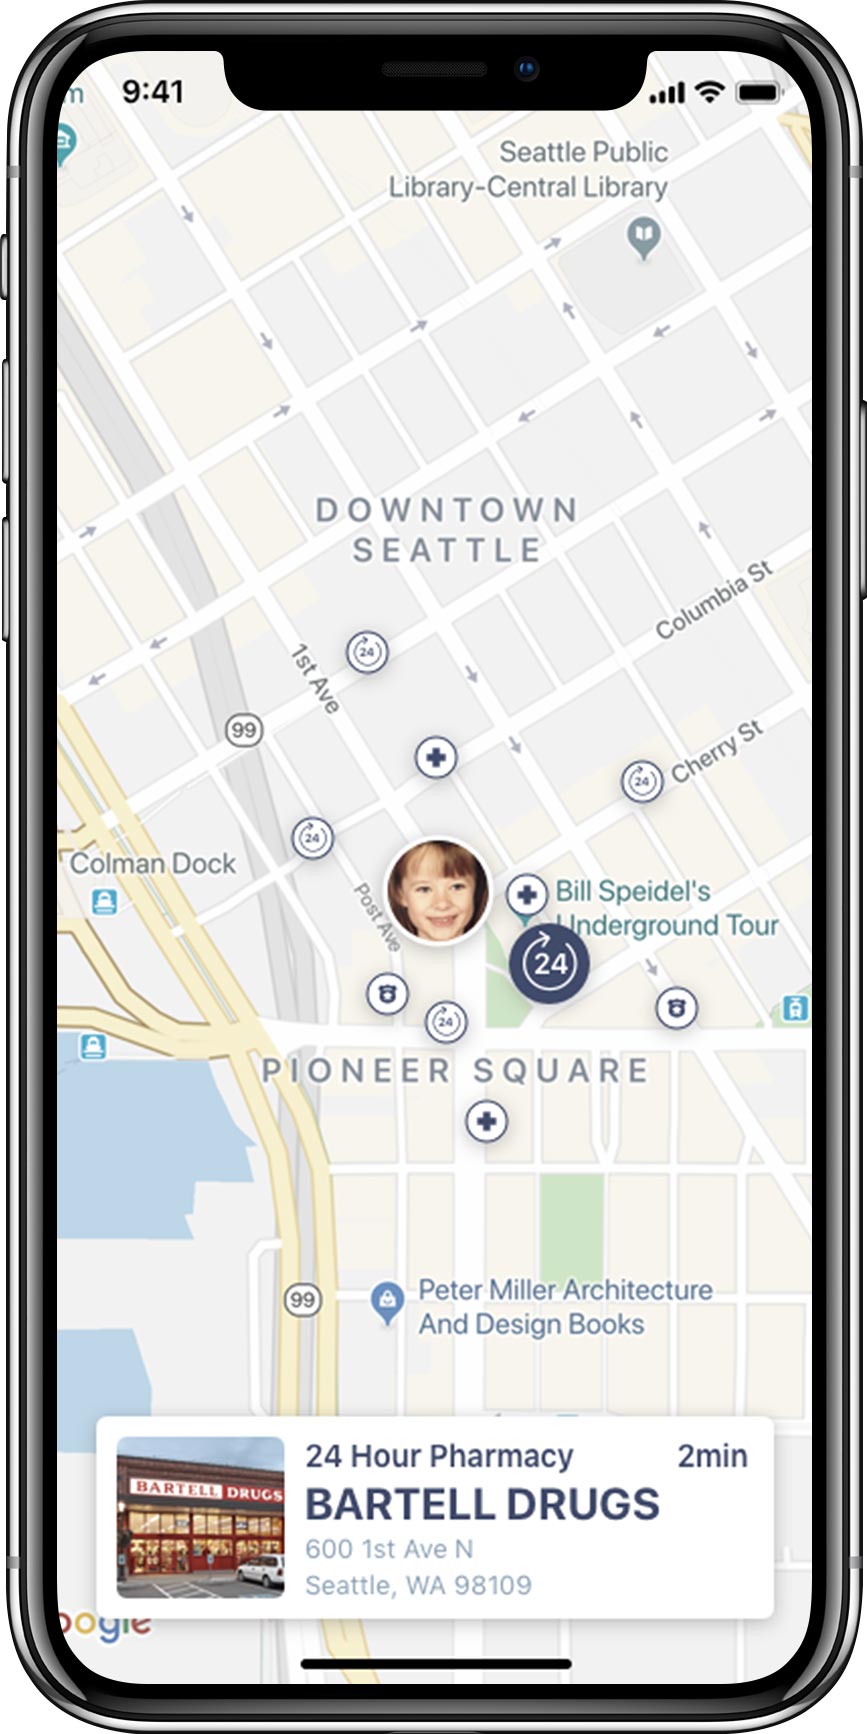 m
9:41
Seattle Public
Library-Central Library
DOWNTOWN
SEATTLE
Columbia St
24
1st Ave
99
Cherry St
24
24
Colman Dock
Post Ave
Bill Speidel's
Underground Tour
24
24
PIONEER SQUARE
99
Peter Miller Architecture
And Design Books
24 Hour Pharmacy
2min
BARTELL DRUGS
BARTELL DRUGS
600 1st Ave N
Seattle, WA 98109
oogle